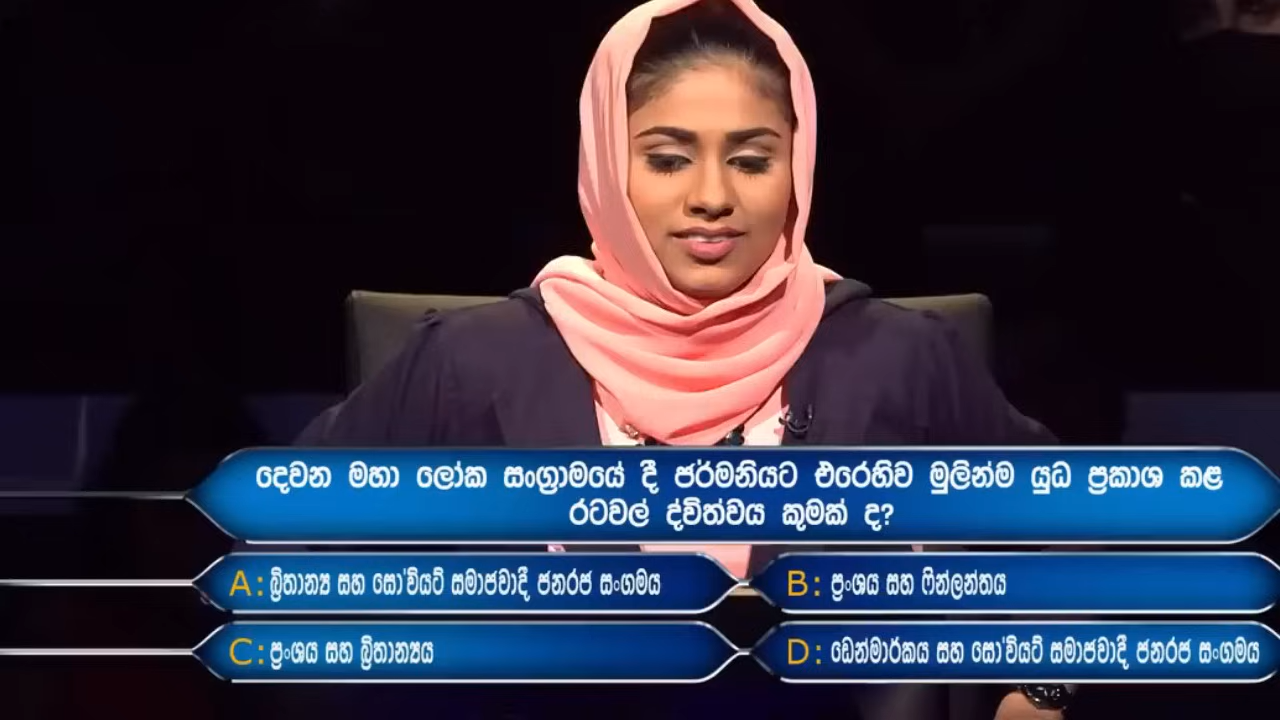 දෙවන මහා ලෝක සංග්‍රාමයේ දී ජර්මනියට එරෙහිව මුලින්ම යුධ ප්‍රකාශ කළ
රටවල් ද්විත්වය කුමක් ද?
A: බ්‍රිතාන්‍ය සහ සෝ'වියට් සමාජවාදී ජනරජ සංගමය
B: ප්‍රංශය සහ ෆින්ලන්තය
C: ප්‍රංශය සහ බ්‍රිතාන්‍යය
D: ඩෙන්මාර්කය සහ සෝ'වියට් සමාජවාදී ජනරජ සංගමය